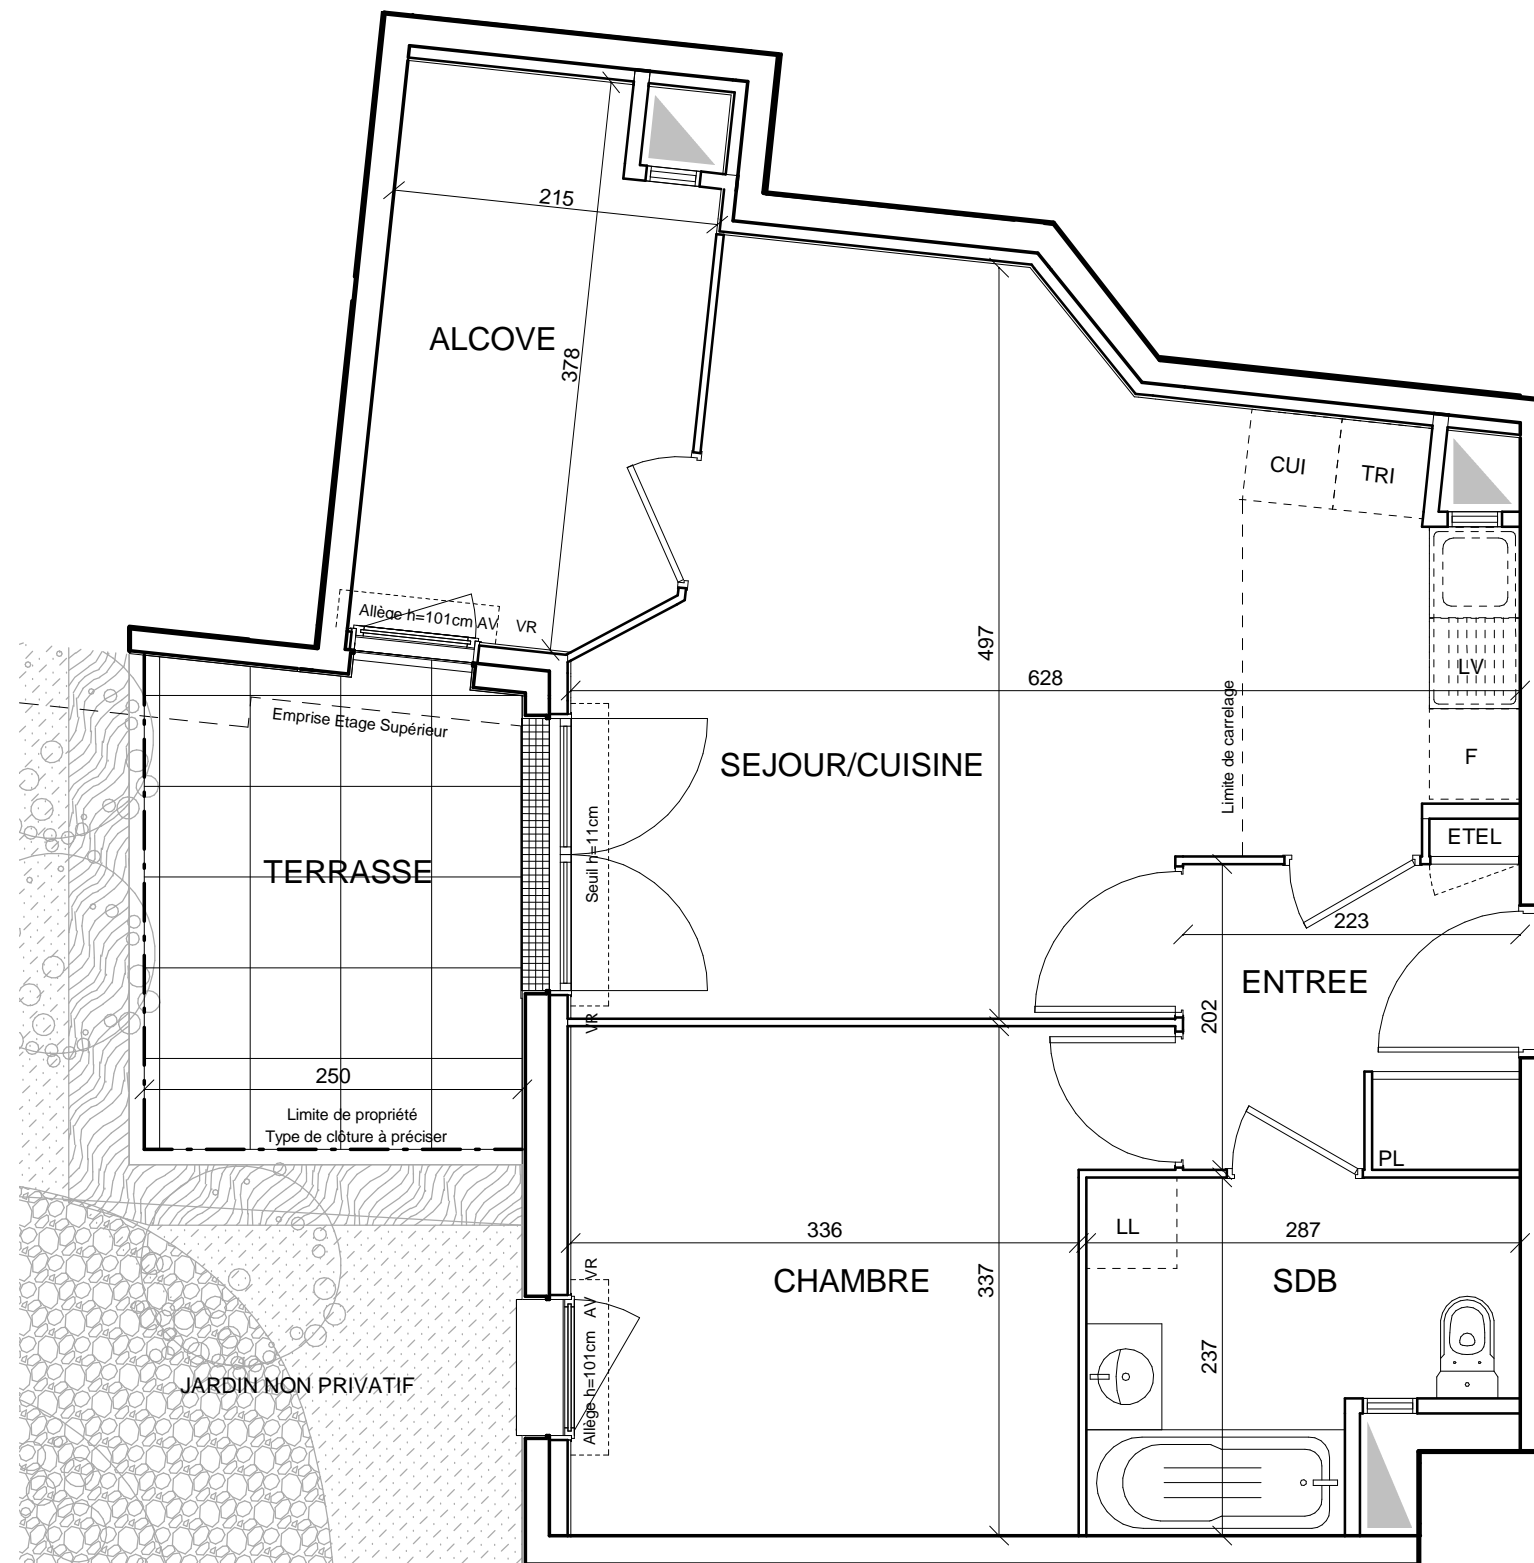 215
ALCOVE
378
CUI
TRI
Allège h=101cm AV
VR
497
628
LV
Emprise Etage Supérieur
Limite de carrelage
SEJOUR/CUISINE
F
ETEL
Seuil h=11cm
TERRASSE
223
ENTREE
202
VR
250
Limite de propriété
Type de clôture à préciser
PL
336
LL
287
VR
CHAMBRE
337
SDB
Allège h=101cm AV
237
JARDIN NON PRIVATIF